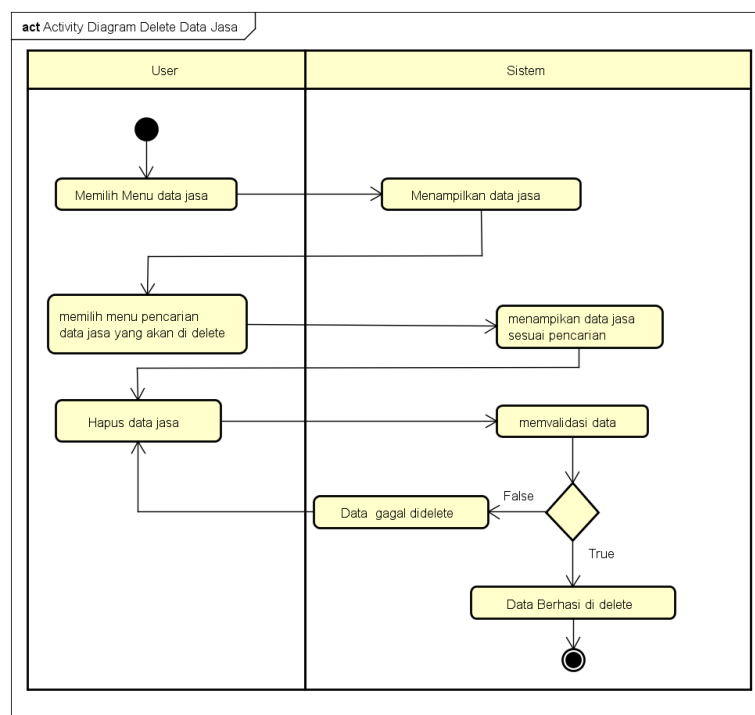 act Activity Diagram Delete Data Jasa
User
Sistem
Memilih Menu data jasa
Menampilkan data jasa
memilih menu pencarian
data jasa yang akan di delete
menampikan data jasa
sesuai pencarian
Hapus data jasa
memvalidasi data
False
Data gagal didelete
True
Data Berhasi di delete